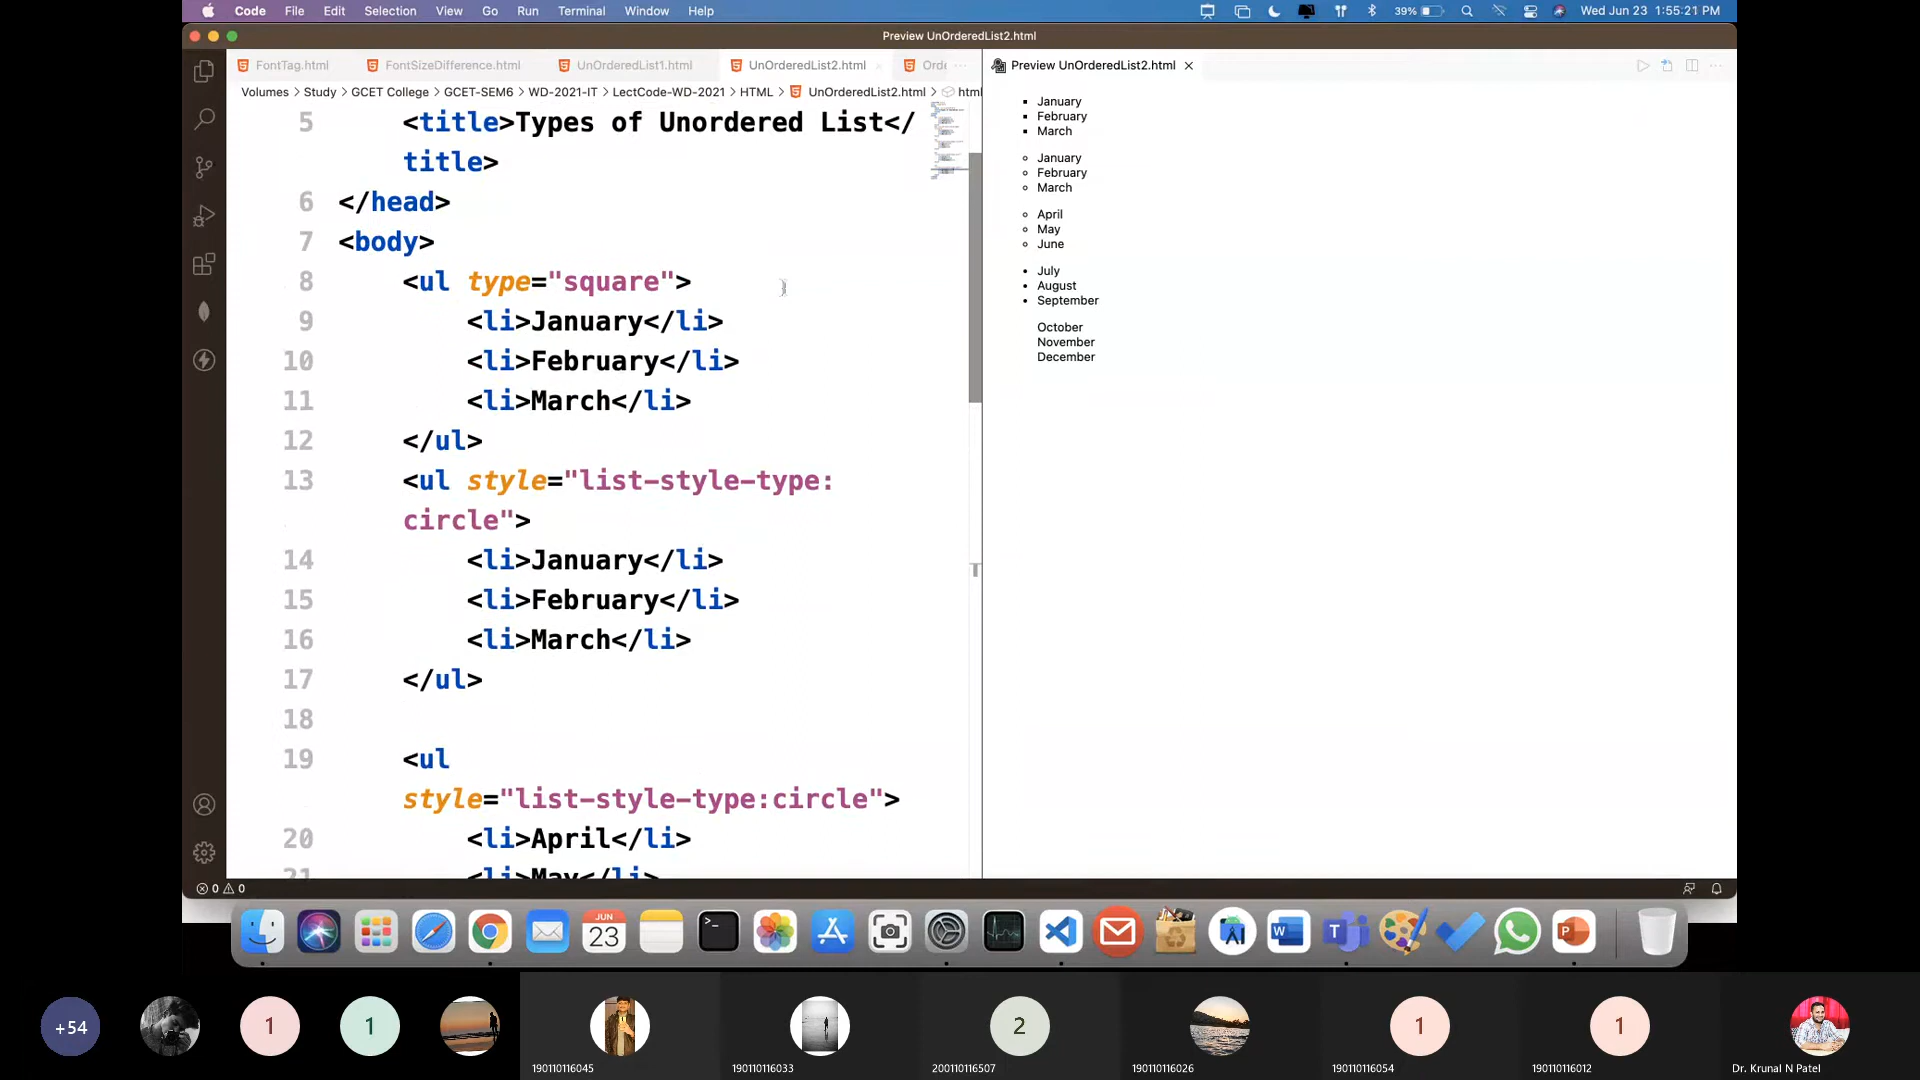 Code File Edit Selection View Go Run Terminal Window Help 39% Wed Jun 23 1:55:21 PM
Preview UnOrderedList2.html
FontTag.html FontSizeDifference.html UnOrderedList1.html UnOrderedList2.html Orde ··· Preview UnOrderedList2.html
Volumes > Study > GCET College > GCET-SEM6 > WD-2021-IT > LectCode-WD-2021 > HTML > UnOrderedList2.html > html
5 <title>Types of Unordered List</
title>
6 </head>
7 <body>
8 <ul type="square">
9 <li>January</li>
10 <li>February</li>
11 <li>March</li>
12 </ul>
13 <ul style="list-style-type:
circle">
14 <li>January</li>
15 <li>February</li>
16 <li>March</li>
17 </ul>
18
19 <ul
style="list-style-type:circle">
20 <li>April</li>
21 <li>May</li>
January
February
March
January
February
March
April
May
June
July
August
September
October
November
December
0 0
JUN
23
W
T
P
+54
1
1
2
1
1
190110116045
190110116033
200110116507
190110116026
190110116054
190110116012
Dr. Krunal N Patel